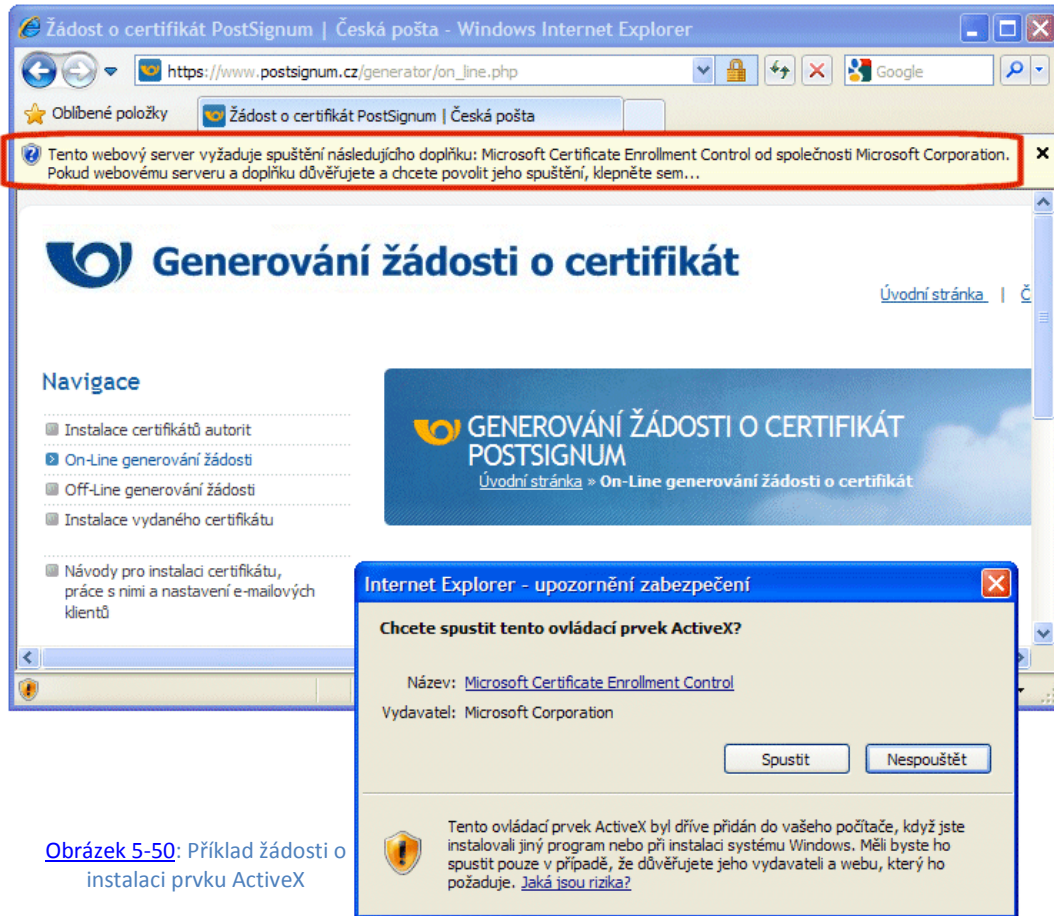 Žádost o certifikát PostSignum | Česká pošta - Windows Internet Explorer
https://www.postsignum.cz/generator/on_line.php
Google
Oblíbené položky
Žádost o certifikát PostSignum | Česká pošta
Tento webový server vyžaduje spuštění následujícího doplňku: Microsoft Certificate Enrollment Control od společnosti Microsoft Corporation.
Pokud webovému serveru a doplňku důvěřujete a chcete povolit jeho spuštění, klepněte sem...
Generování žádosti o certifikát
Úvodní stránka | Č
Navigace
Instalace certifikátů autorit
On-Line generování žádosti
Off-Line generování žádosti
Instalace vydaného certifikátu
Návody pro instalaci certifikátu,
práce s nimi a nastavení e-mailových
klientů
GENEROVÁNÍ ŽÁDOSTI O CERTIFIKÁT
POSTSIGNUM
Úvodní stránka » On-Line generování žádosti o certifikát
Internet Explorer - upozornění zabezpečení
Chcete spustit tento ovládací prvek ActiveX?
Název: Microsoft Certificate Enrollment Control
Vydavatel: Microsoft Corporation
Spustit
Nespouštět
Tento ovládací prvek ActiveX byl dříve přidán do vašeho počítače, když jste
instalovali jiný program nebo při instalaci systému Windows. Měli byste ho
spustit pouze v případě, že důvěřujete jeho vydavateli a webu, který ho
požaduje. Jaká jsou rizika?
Obrázek 5-50: Příklad žádosti o
instalaci prvku ActiveX